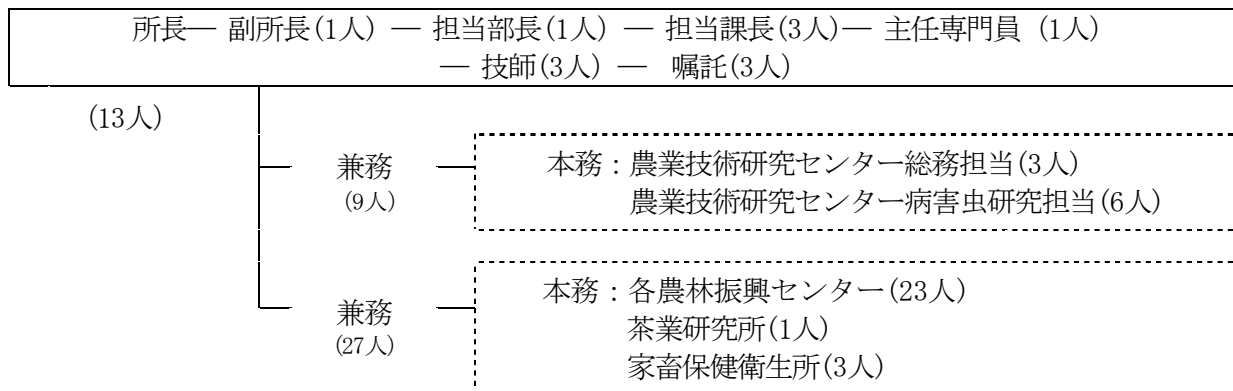 所長― 副所長(1人) ― 担当部長(1人) ― 担当課長(3人)― 主任専門員 (1人)
― 技師(3人) ― 嘱託(3人)
(13人)
兼務
(9人)
本務：農業技術研究センター総務担当(3人)
農業技術研究センター病害虫研究担当(6人)
兼務
(27人)
本務：各農林振興センター(23人)
茶業研究所(1人)
家畜保健衛生所(3人)